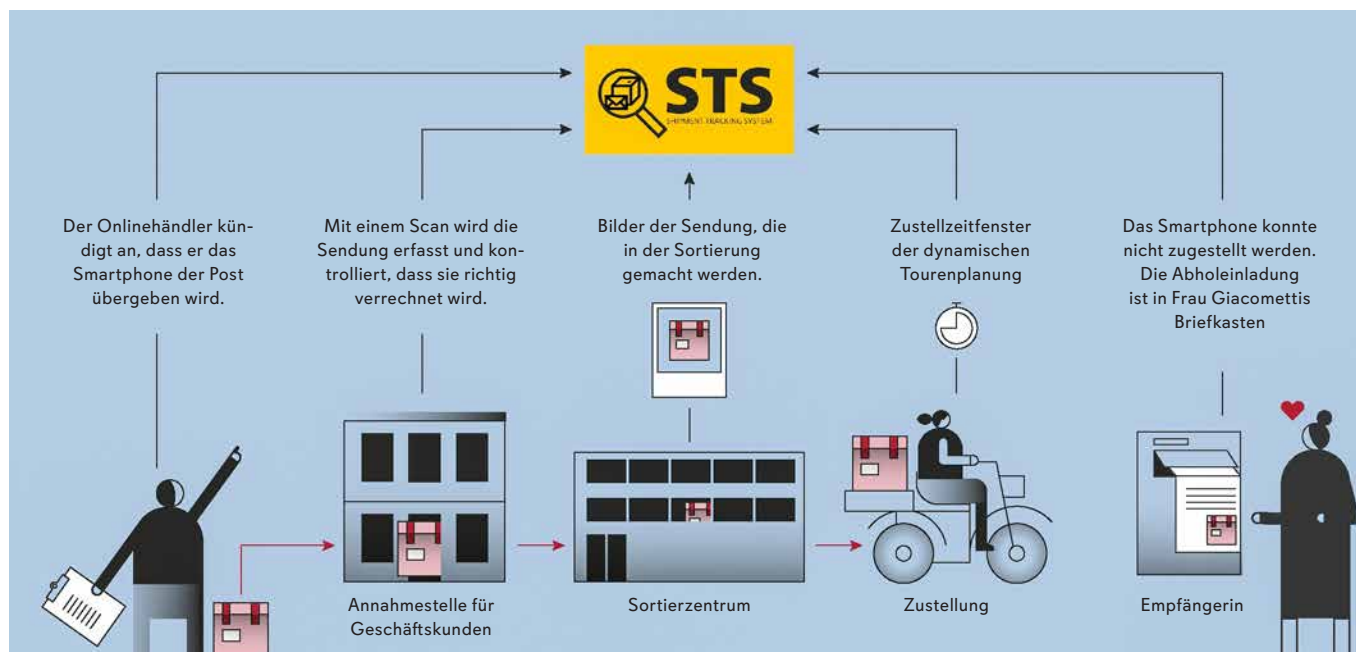 STS
SHIPMENT TRACKING SYSTEM
Der Onlinehändler kün-
digt an, dass er das
Smartphone der Post
übergeben wird.
Mit einem Scan wird die
Sendung erfasst und kon-
trolliert, dass sie richtig
verrechnet wird.
Bilder der Sendung, die
in der Sortierung
gemacht werden.
Zustellzeitfenster
der dynamischen
Tourenplanung
Das Smartphone konnte
nicht zugestellt werden.
Die Abholeinladung
ist in Frau Giacomettis
Briefkasten
Annahmestelle für
Geschäftskunden
Sortierzentrum
Zustellung
Empfängerin